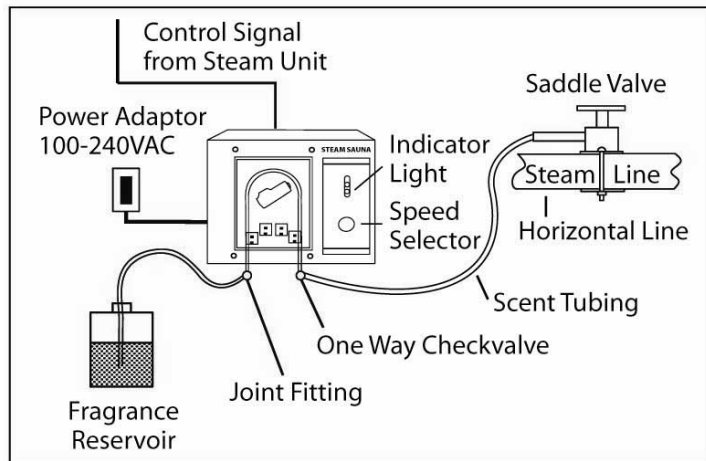 Control Signal
from Steam Unit
Power Adaptor
100-240VAC
STEAM SAUNA
Indicator
Light
Speed
Selector
Saddle Valve
Steam Line
Horizontal Line
Scent Tubing
One Way Checkvalve
Joint Fitting
Fragrance
Reservoir